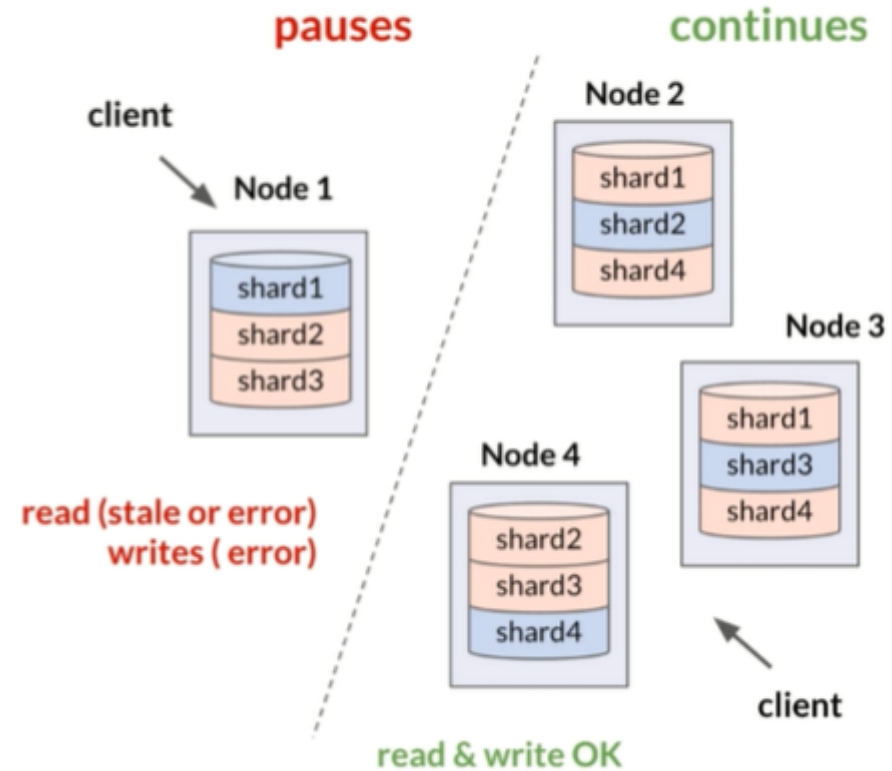 pauses
continues
client
Node 1
shard1
shard2
shard3
read (stale or error)
writes ( error)
Node 2
shard1
shard2
shard4
Node 3
shard1
shard3
shard4
Node 4
shard2
shard3
shard4
client
read & write OK